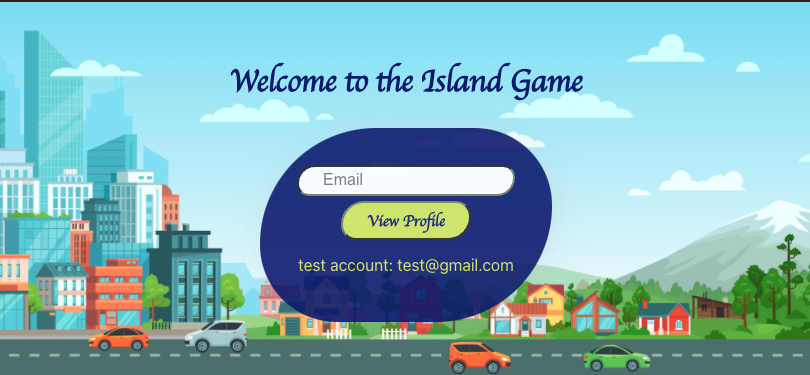 Welcome to the Island Game
Email
View Profile
test account: test@gmail.com